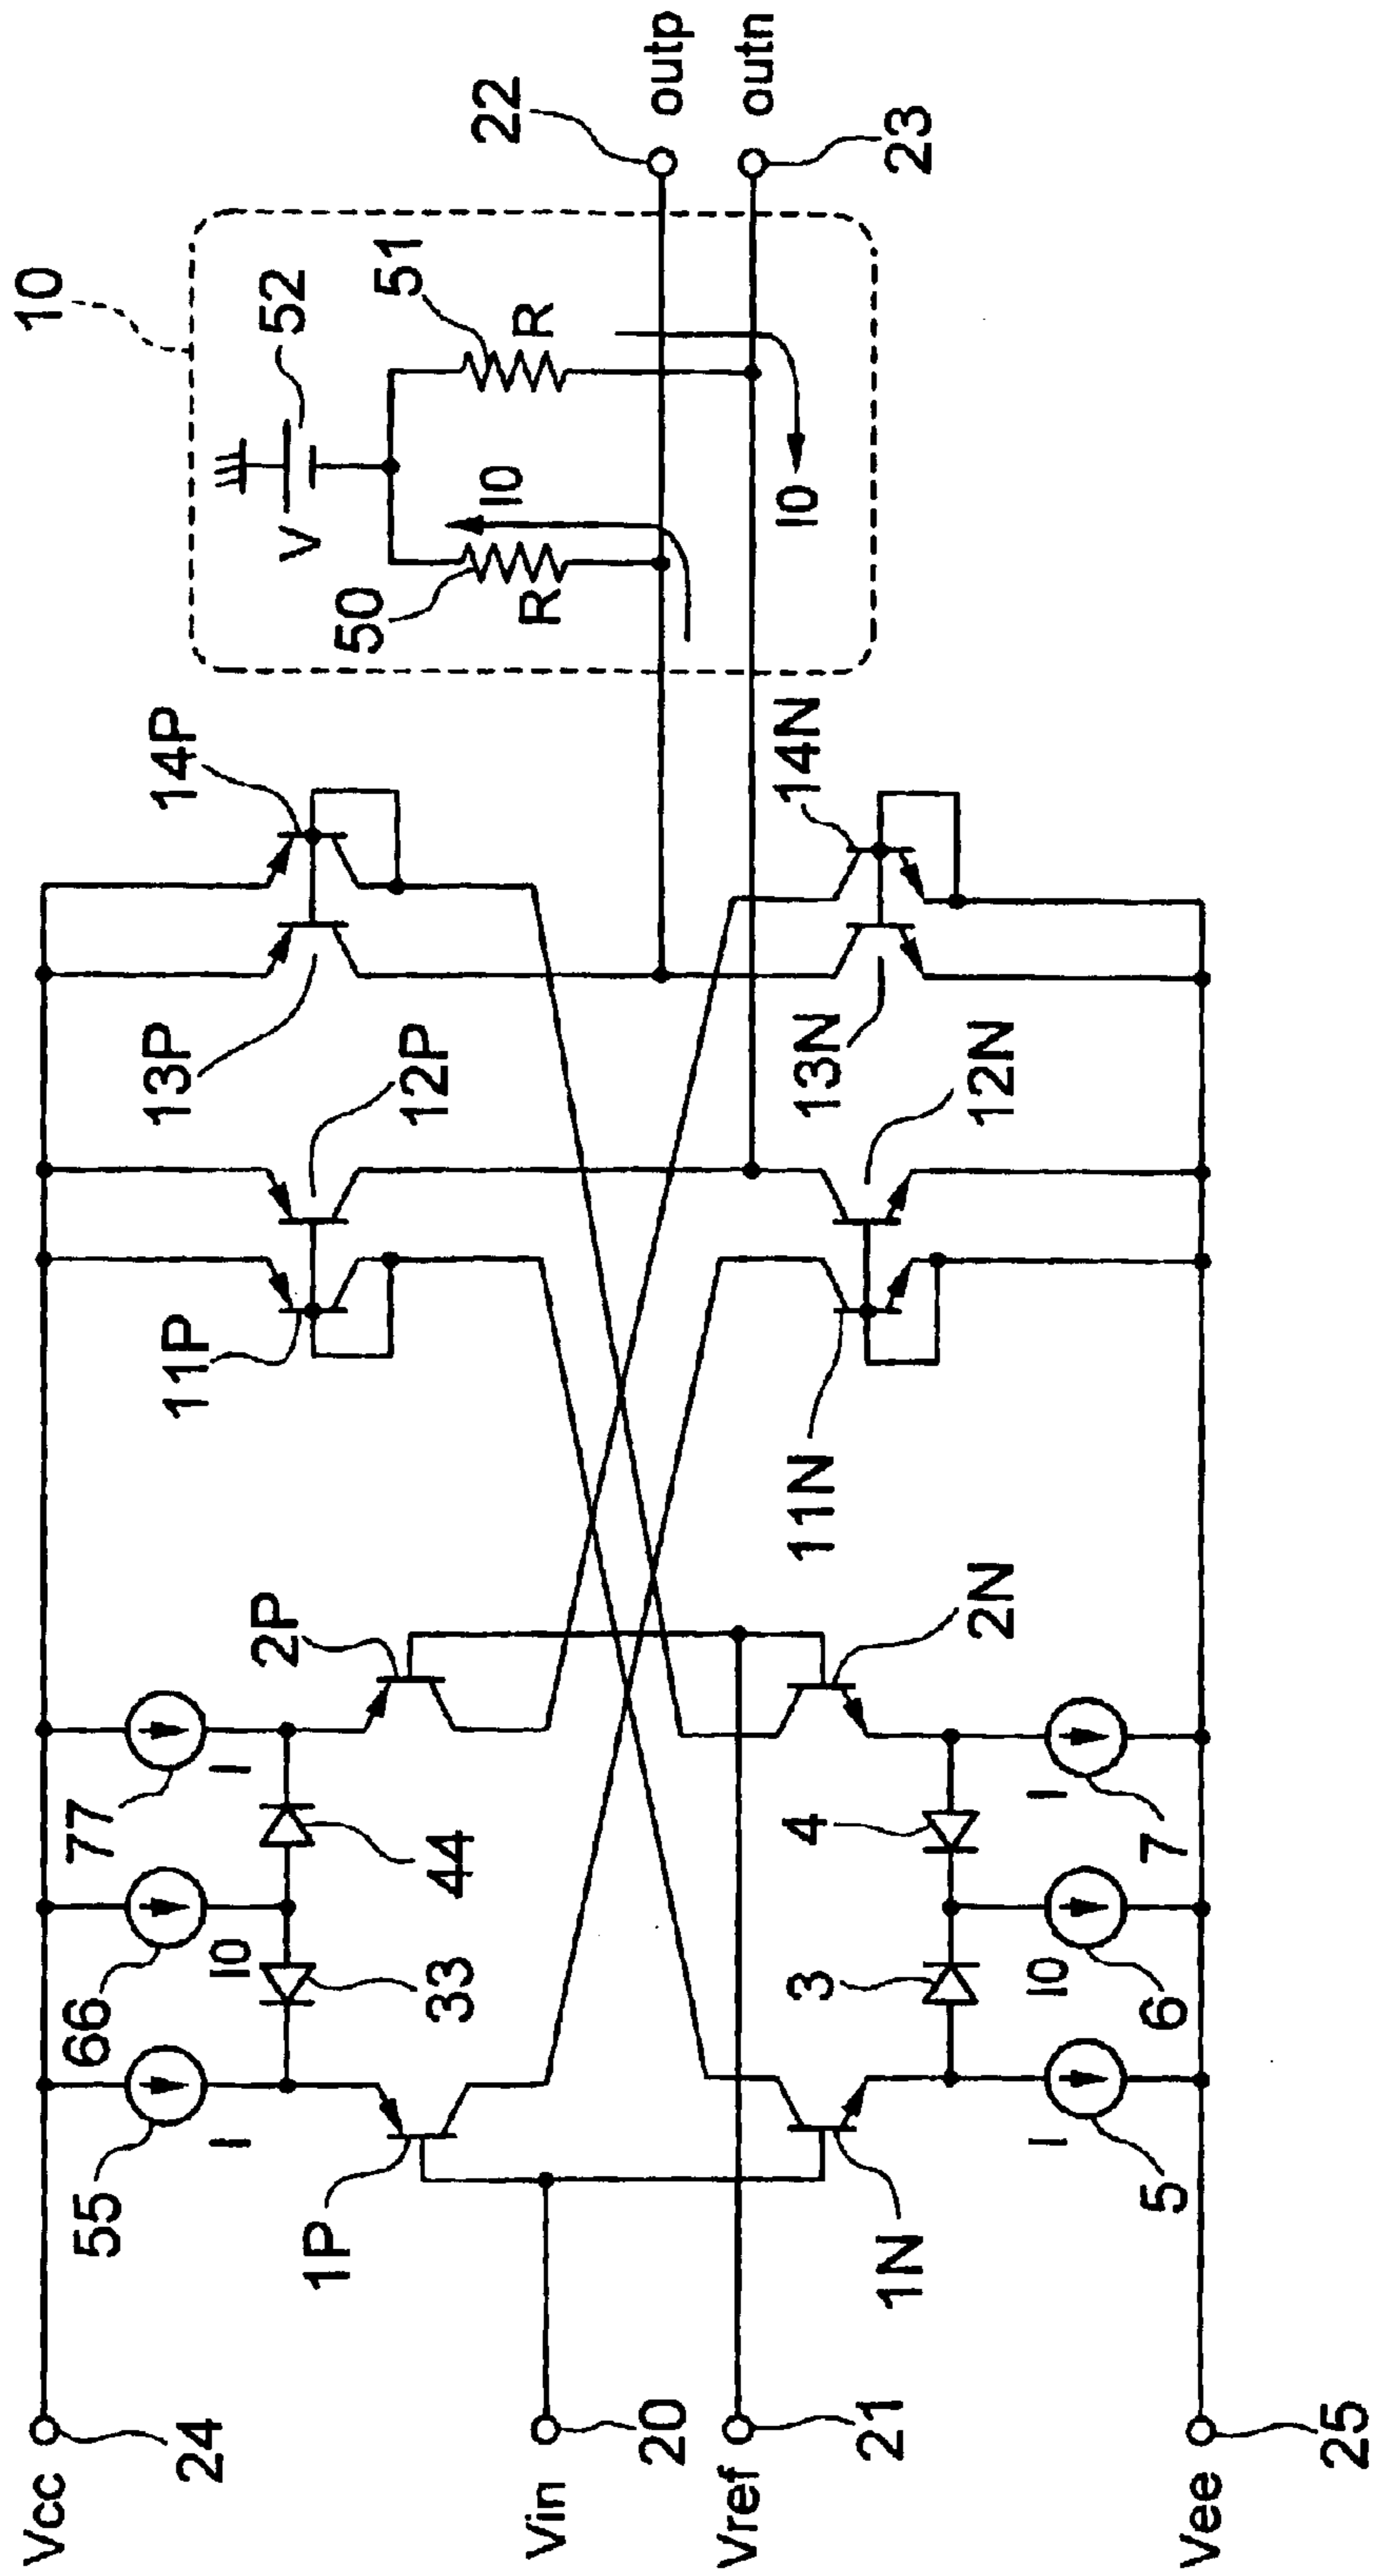 10
22
outp
outn
23
52
51
V
R
I0
50
R
I0
14P
13P
12P
11P
14N
13N
12N
11N
2P
2N
77
I
44
66
I0
33
55
I
1P
4
I
7
3
I0
6
I
5
1N
Vcc
24
Vin
20
Vref
21
Vee
25